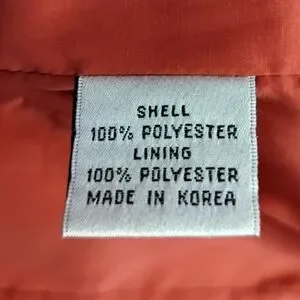 SHELL
100% POLYESTER
LINING
100% POLYESTER
MADE IN KOREA